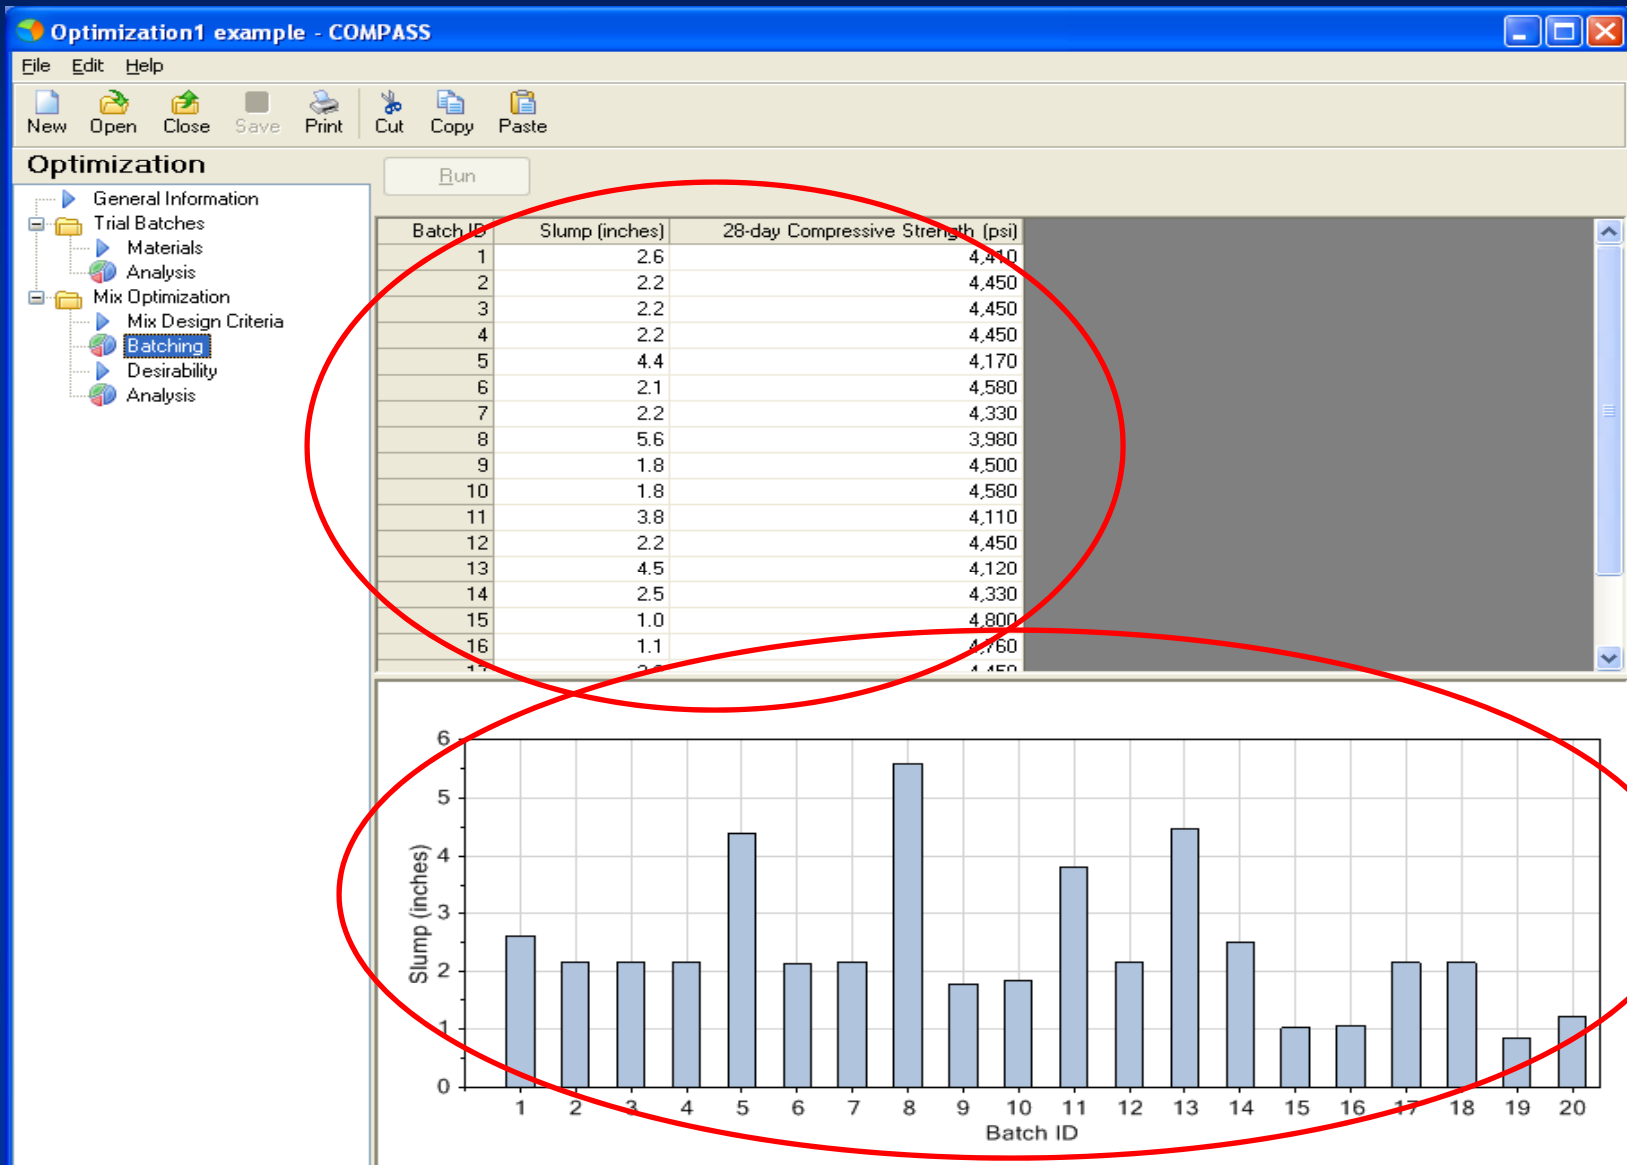 Optimization1 example - COMPASS
File Edit Help
New Open Close Save Print Cut Copy Paste
Optimization
Run
General Information
Trial Batches
Materials
Analysis
Mix Optimization
Mix Design Criteria
Batching
Desirability
Analysis
Batch ID Slump (inches) 28-day Compressive Strength (psi)
1 2.6 4,410
2 2.2 4,450
3 2.2 4,450
4 2.2 4,450
5 4.4 4,170
6 2.1 4,580
7 2.2 4,330
8 5.6 3,980
9 1.8 4,500
10 1.8 4,580
11 3.8 4,110
12 2.2 4,450
13 4.5 4,120
14 2.5 4,330
15 1.0 4,800
16 1.1 4,760
17 4,450
6
5
4
3
2
1
0
Slump (inches)
1 2 3 4 5 6 7 8 9 10 11 12 13 14 15 16 17 18 19 20
Batch ID